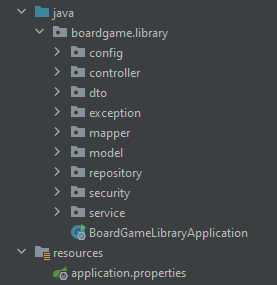 java
boardgame.library
config
controller
dto
exception
mapper
model
repository
security
service
BoardGameLibraryApplication
resources
application.properties